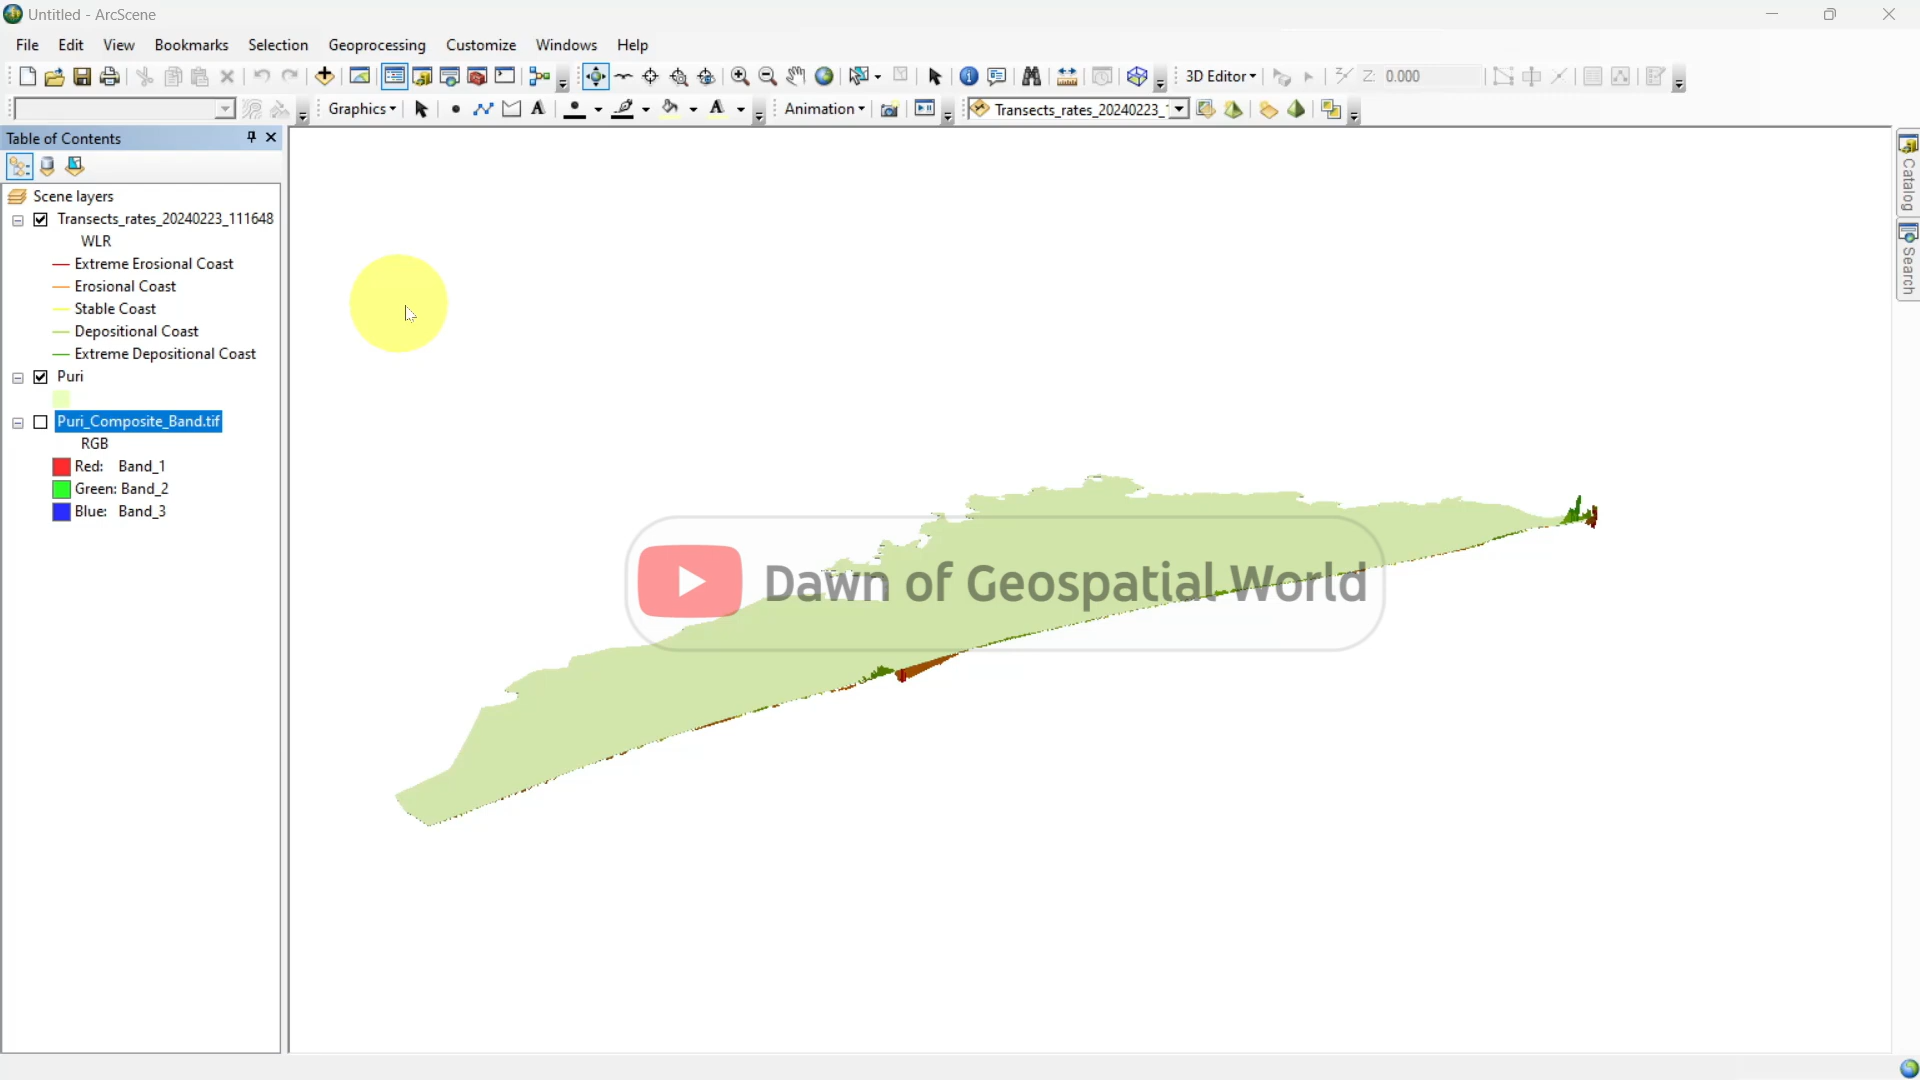 Untitled - ArcScene
File Edit View Bookmarks Selection Geoprocessing Customize Windows Help
3D Editor Z: 0.000
Graphics A A Animation Transects_rates_20240223_1
Table of Contents
Scene layers
Transects_rates_20240223_111648
WLR
Extreme Erosional Coast
Erosional Coast
Stable Coast
Depositional Coast
Extreme Depositional Coast
Puri
Puri_Composite_Band.tif
RGB
Red: Band_1
Green: Band_2
Blue: Band_3
Dawn of Geospatial World
Catalog
Search